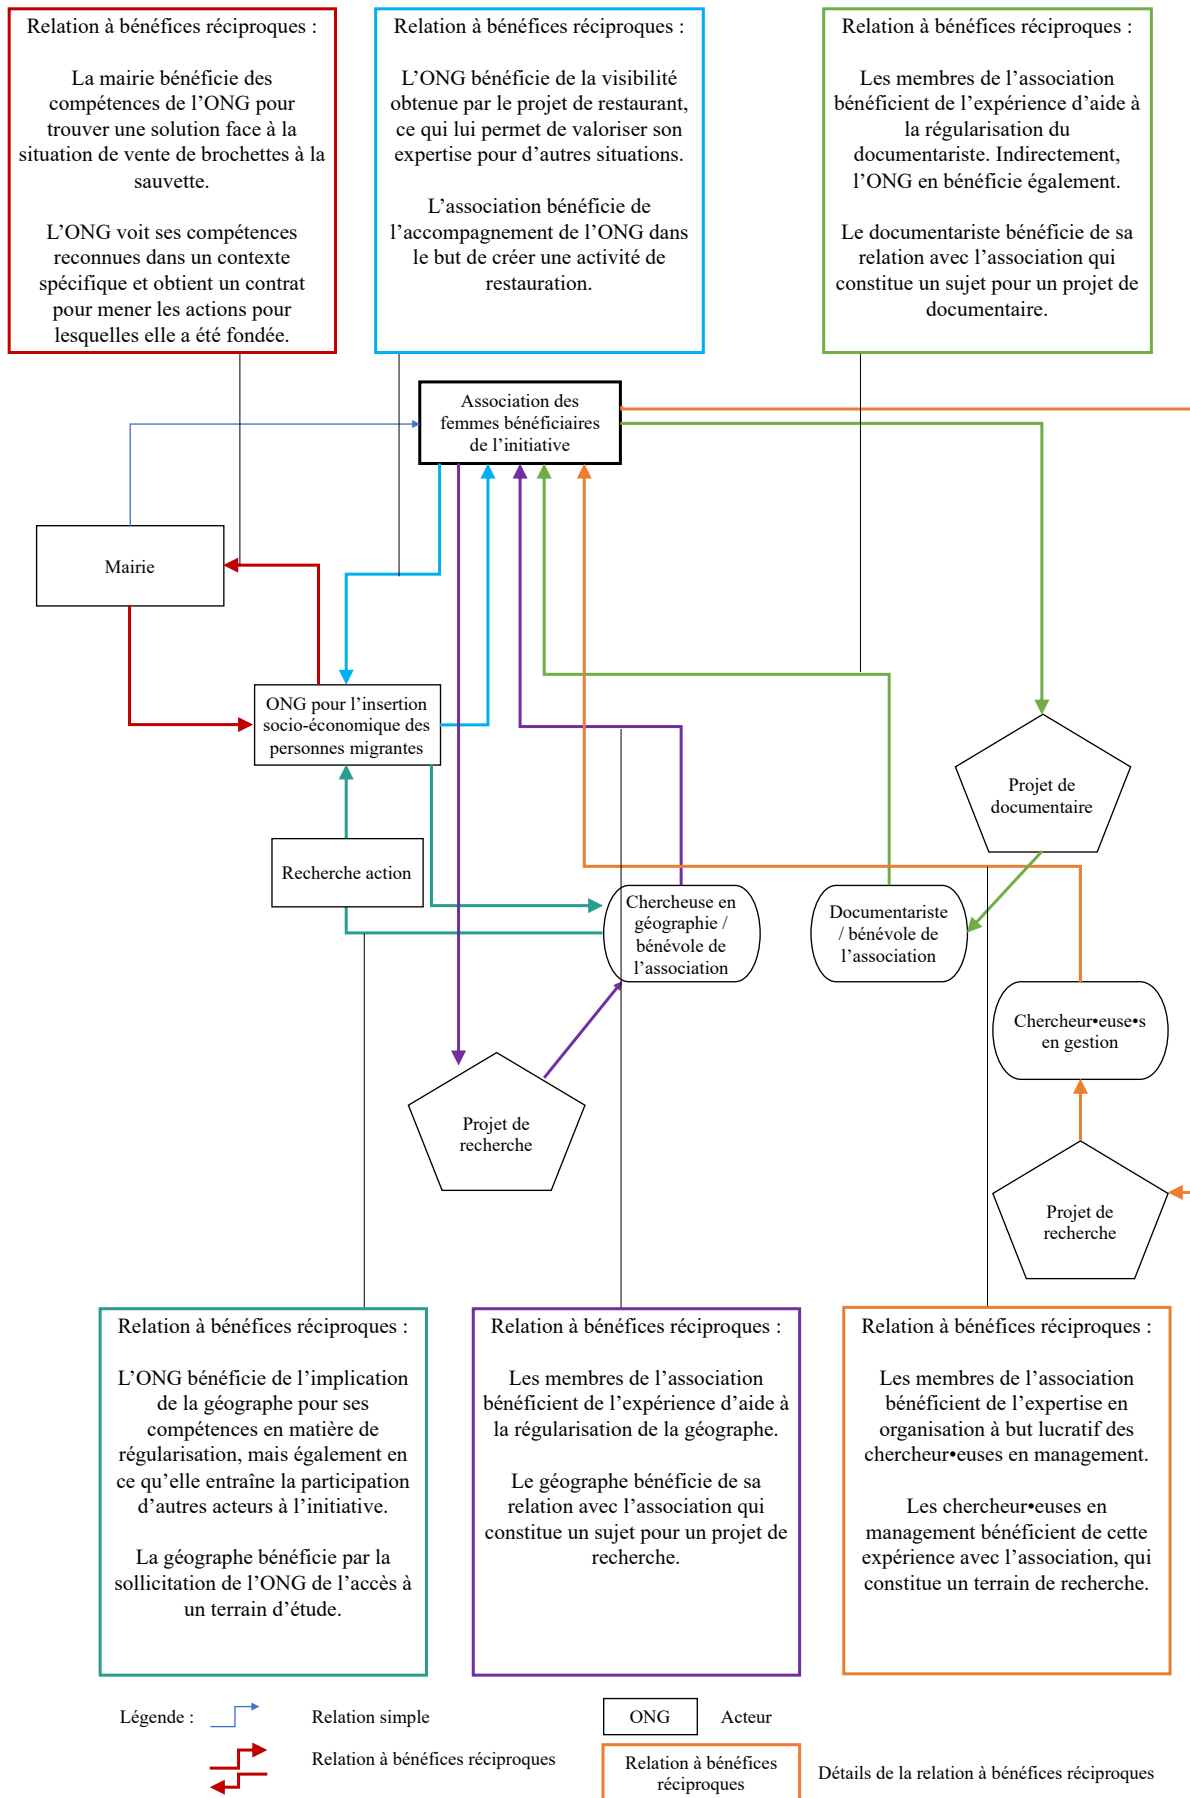 Relation à bénéfices réciproques :
La mairie bénéficie des
compétences de l’ONG pour
trouver une solution face à la
situation de vente de brochettes à la
sauvette.
L’ONG voit ses compétences
reconnues dans un contexte
spécifique et obtient un contrat
pour mener les actions pour
lesquelles elle a été fondée.
Relation à bénéfices réciproques :
L’ONG bénéficie de la visibilité
obtenue par le projet de restaurant,
ce qui lui permet de valoriser son
expertise pour d’autres situations.
L’association bénéficie de
l’accompagnement de l’ONG dans
le but de créer une activité de
restauration.
Relation à bénéfices réciproques :
Les membres de l’association
bénéficient de l’expérience d’aide à
la régularisation du
documentariste. Indirectement,
l’ONG en bénéficie également.
Le documentariste bénéficie de sa
relation avec l’association qui
constitue un sujet pour un projet de
documentaire.
Association des
femmes bénéficiaires
de l’initiative
Mairie
ONG pour l’insertion
socio-économique des
personnes migrantes
Projet de
documentaire
Recherche action
Chercheuse en
géographie /
bénévole de
l’association
Documentariste
/ bénévole de
l’association
Chercheur•euse•s
en gestion
Projet de
recherche
Projet de
recherche
Relation à bénéfices réciproques :
L’ONG bénéficie de l’implication
de la géographe pour ses
compétences en matière de
régularisation, mais également en
ce qu’elle entraîne la participation
d’autres acteurs à l’initiative.
La géographe bénéficie par la
sollicitation de l’ONG de l’accès à
un terrain d’étude.
Relation à bénéfices réciproques :
Les membres de l’association
bénéficient de l’expérience d’aide à
la régularisation de la géographe.
Le géographe bénéficie de sa
relation avec l’association qui
constitue un sujet pour un projet de
recherche.
Relation à bénéfices réciproques :
Les membres de l’association
bénéficient de l’expertise en
organisation à but lucratif des
chercheur•euses en management.
Les chercheur•euses en
management bénéficient de cette
expérience avec l’association, qui
constitue un terrain de recherche.
Légende :
Relation simple
ONG
Acteur
Relation à bénéfices réciproques
Relation à bénéfices
réciproques
Détails de la relation à bénéfices réciproques